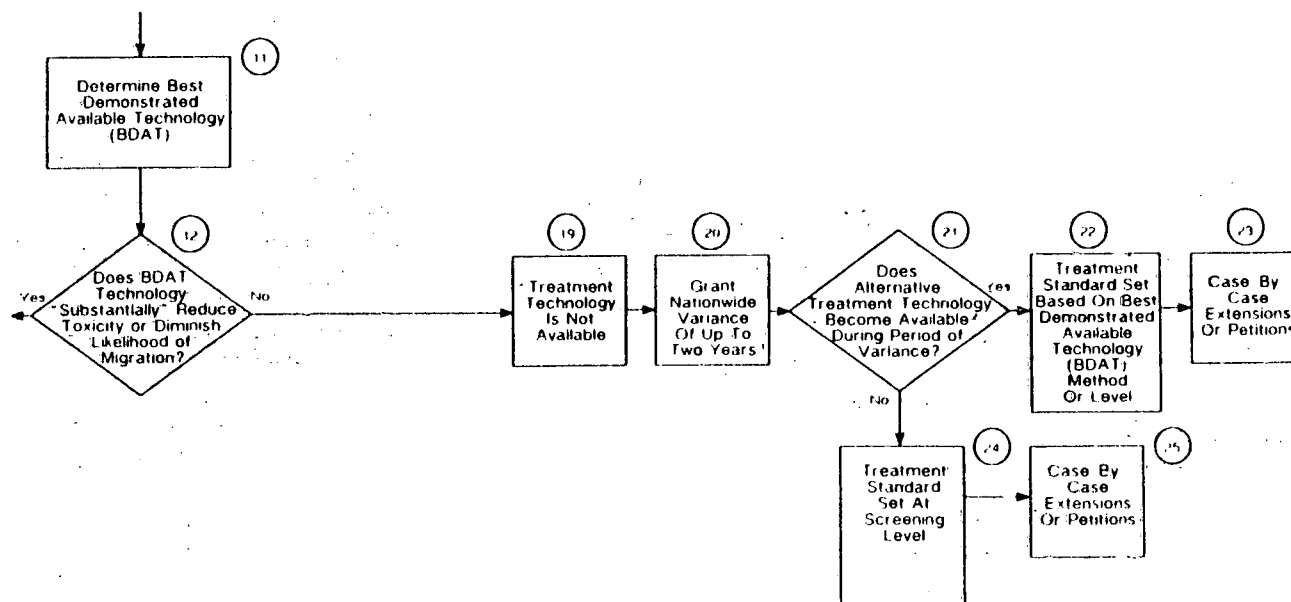 11
Determine Best
Demonstrated
Available Technology
(BDAT)
12
Does BDAT
Technology
"Substantially" Reduce
Toxicity or Diminish
Likelihood of
Migration?
Yes
No
19
Treatment
Technology
Is Not
Available
20
Grant
Nationwide
Variance
Of Up To
Two Years
21
Does
Alternative
Treatment Technology
Become Available
During Period of
Variance?
Yes
No
22
Treatment
Standard Set
Based On Best
Demonstrated
Available
Technology
(BDAT)
Method
Or Level
23
Case By
Case
Extensions
Or Petitions
24
Treatment
Standard
Set At
Screening
Level
25
Case By
Case
Extensions
Or Petitions